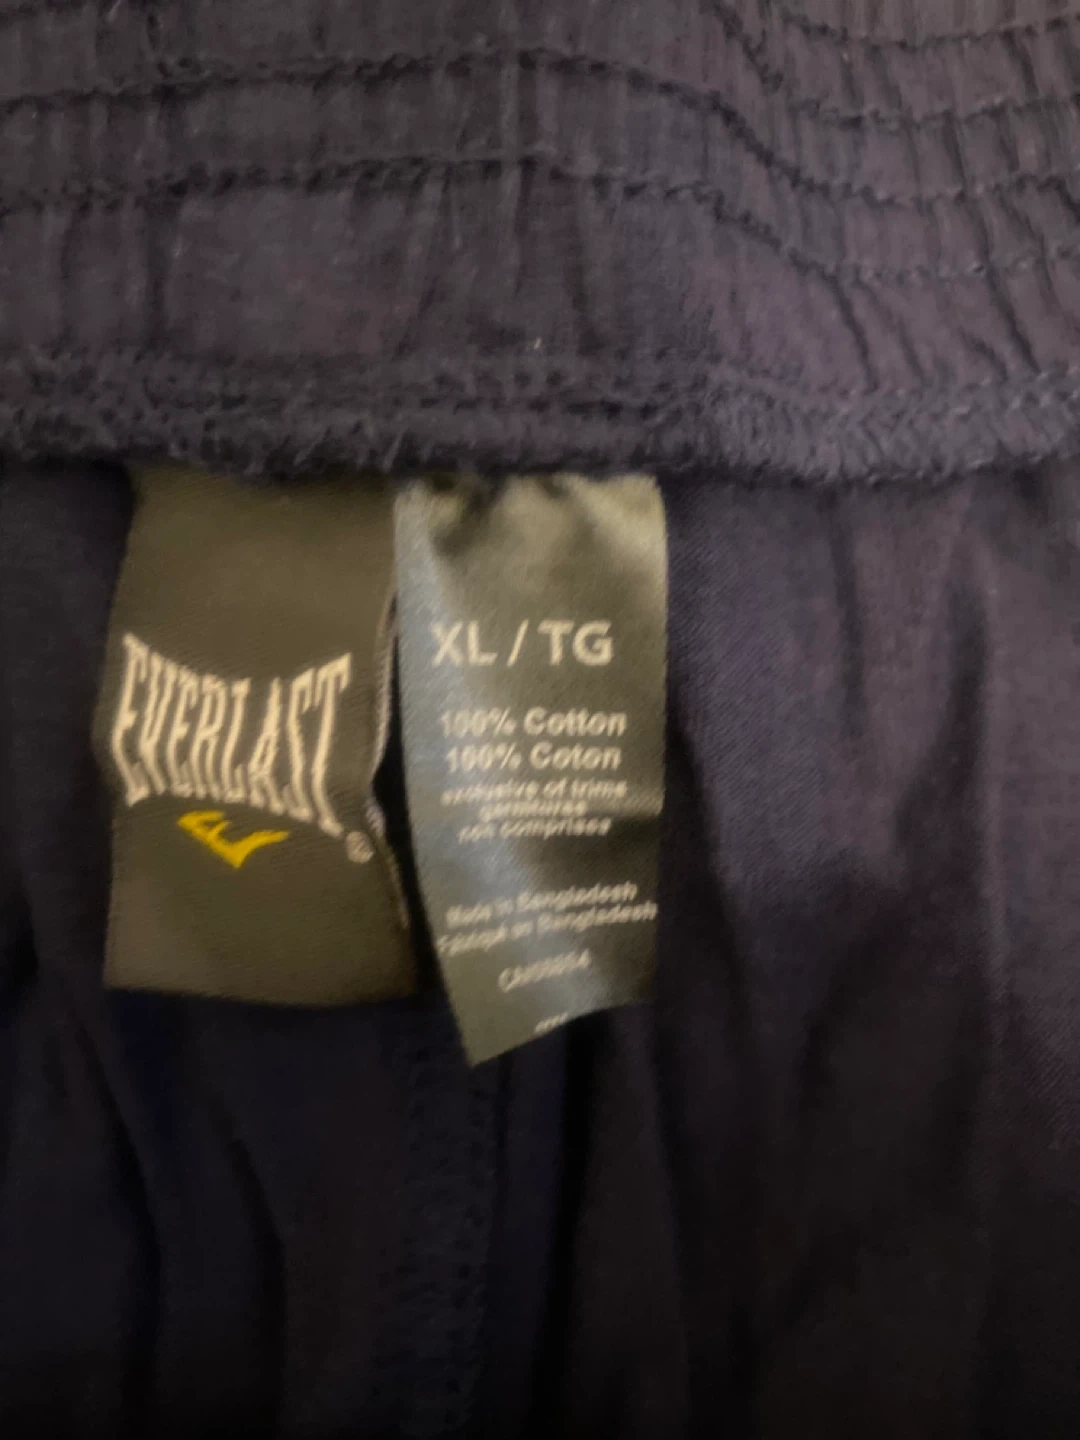 EVERLAST
®
XL / TG
100% Cotton
100% Coton
exclusive of trims
garnitures
non comprises
Made in Bangladesh
Fabriqué au Bangladesh